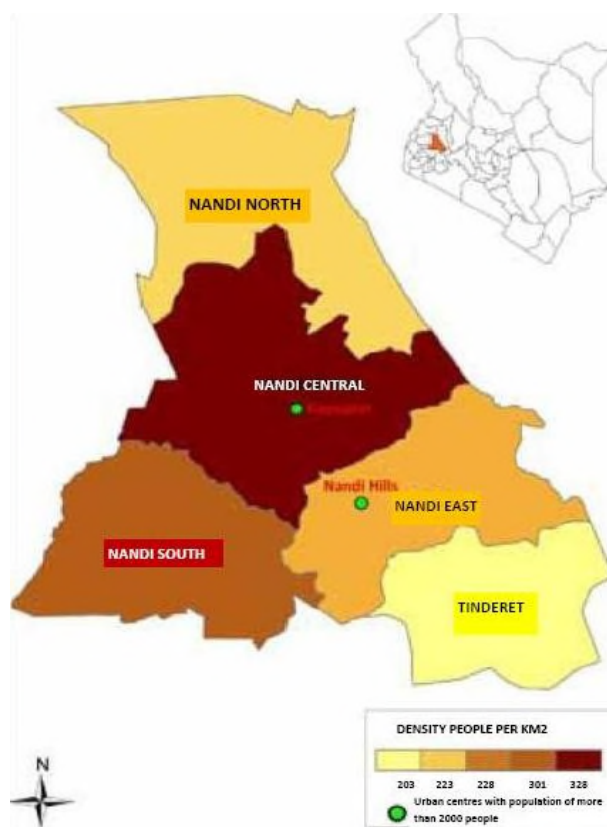 NANDI NORTH
NANDI CENTRAL
Nandi Hills
NANDI EAST
NANDI SOUTH
TINDERET
DENSITY PEOPLE PER KM2
203 223 228 301 328
Urban centres with population of more
than 2000 people
N